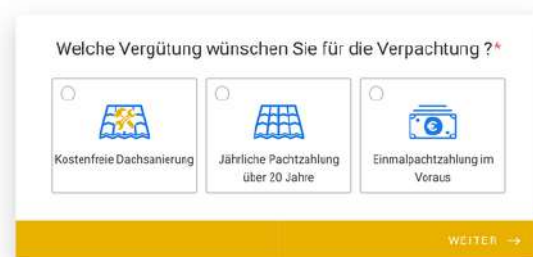 Welche Vergütung wünschen Sie für die Verpachtung ?*
Kostenfreie Dachsanierung
Jährliche Pachtzahlung
über 20 Jahre
Einmalpachtzahlung im
Voraus
WEITER →